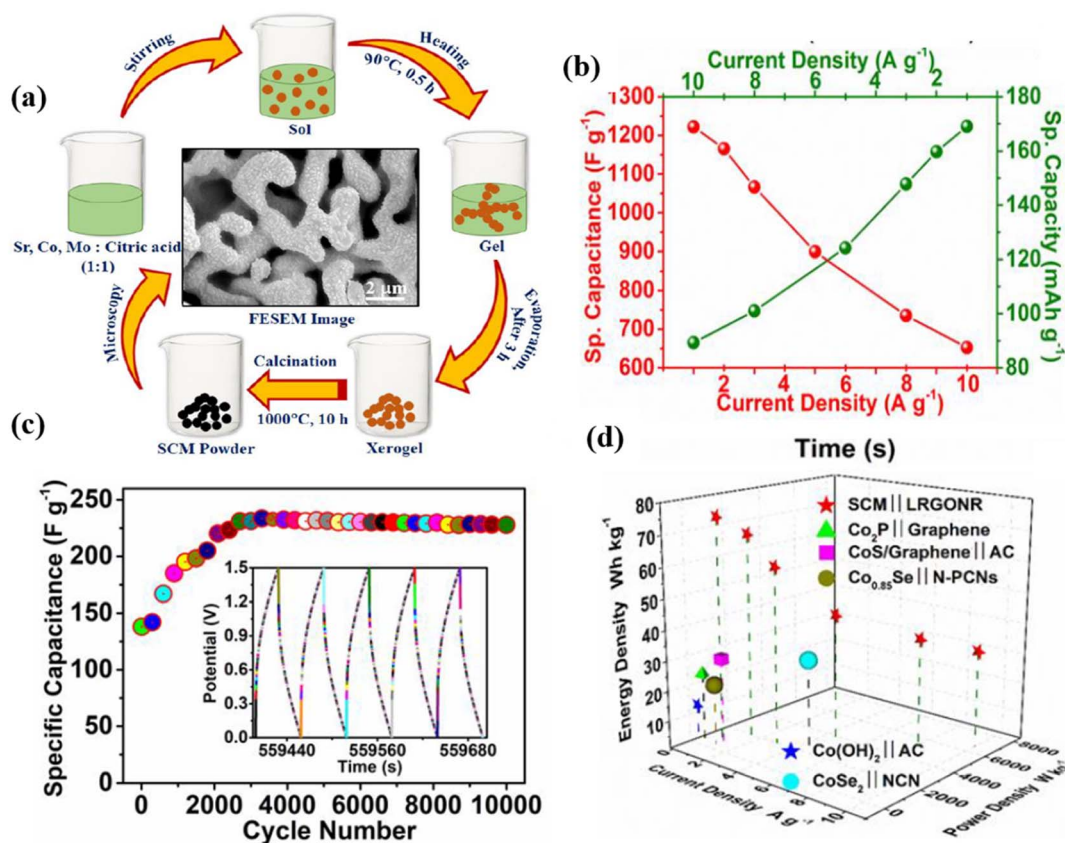 (a)
Stirring
Heating
90°C, 0.5 h
Sol
Sr, Co, Mo : Citric acid
(1:1)
Gel
2 µm
FESEM Image
Microscopy
Evaporation,
After 3 h
Calcination
1000°C, 10 h
SCM Powder
Xerogel
(b)
Current Density (A g⁻¹)
10 8 6 4 2
1300
1200
1100
1000
900
800
700
600
Sp. Capacitance (F g⁻¹)
180
160
140
120
100
80
Sp. Capacity (mAh g⁻¹)
2 4 6 8 10
Current Density (A g⁻¹)
(c)
250
200
150
100
50
0
Specific Capacitance (F g⁻¹)
1.5
1.2
0.9
0.6
0.3
0.0
Potential (V)
559440 559560 559680
Time (s)
0 2000 4000 6000 8000 10000
Cycle Number
(d)
Time (s)
80
70
60
50
40
30
20
10
Energy Density Wh kg⁻¹
SCM||LRGONR
Co₂P||Graphene
CoS/Graphene||AC
Co₀.₈₅Se||N-PCNs
Co(OH)₂||AC
CoSe₂||NCN
0 2 4 6 8 10
Current Density A g⁻¹
0 2000 4000 6000 8000
Power Density W kg⁻¹